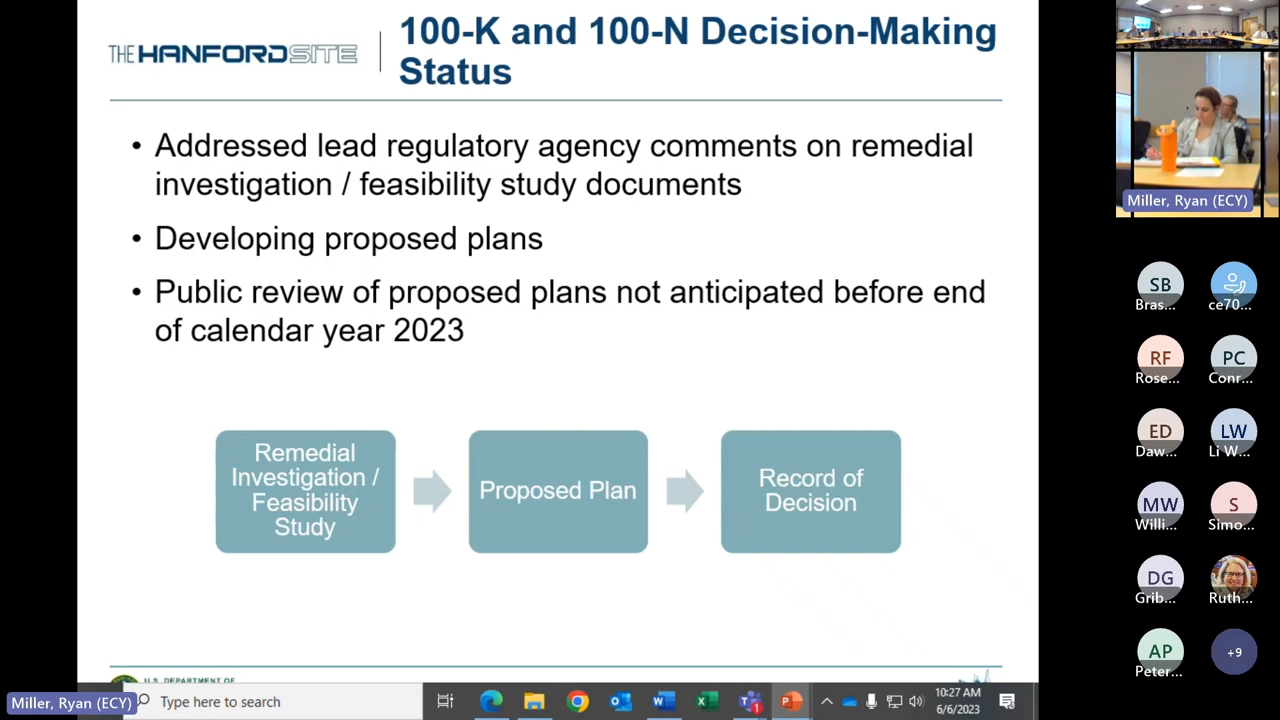 THE HANFORDSITE
100-K and 100-N Decision-Making
Status
• Addressed lead regulatory agency comments on remedial
investigation / feasibility study documents
• Developing proposed plans
• Public review of proposed plans not anticipated before end
of calendar year 2023
Remedial
Investigation /
Feasibility
Study
Proposed Plan
Record of
Decision
U.S. DEPARTMENT OF
Miller, Ryan (ECY)
Type here to search
10:27 AM
6/6/2023
Miller, Ryan (ECY)
SB
Bras...
ce70...
RF
Rose...
PC
Conr...
ED
Daw...
LW
Li W...
MW
Willi...
S
Simo...
DG
Grib...
Ruth...
AP
Peter...
+9